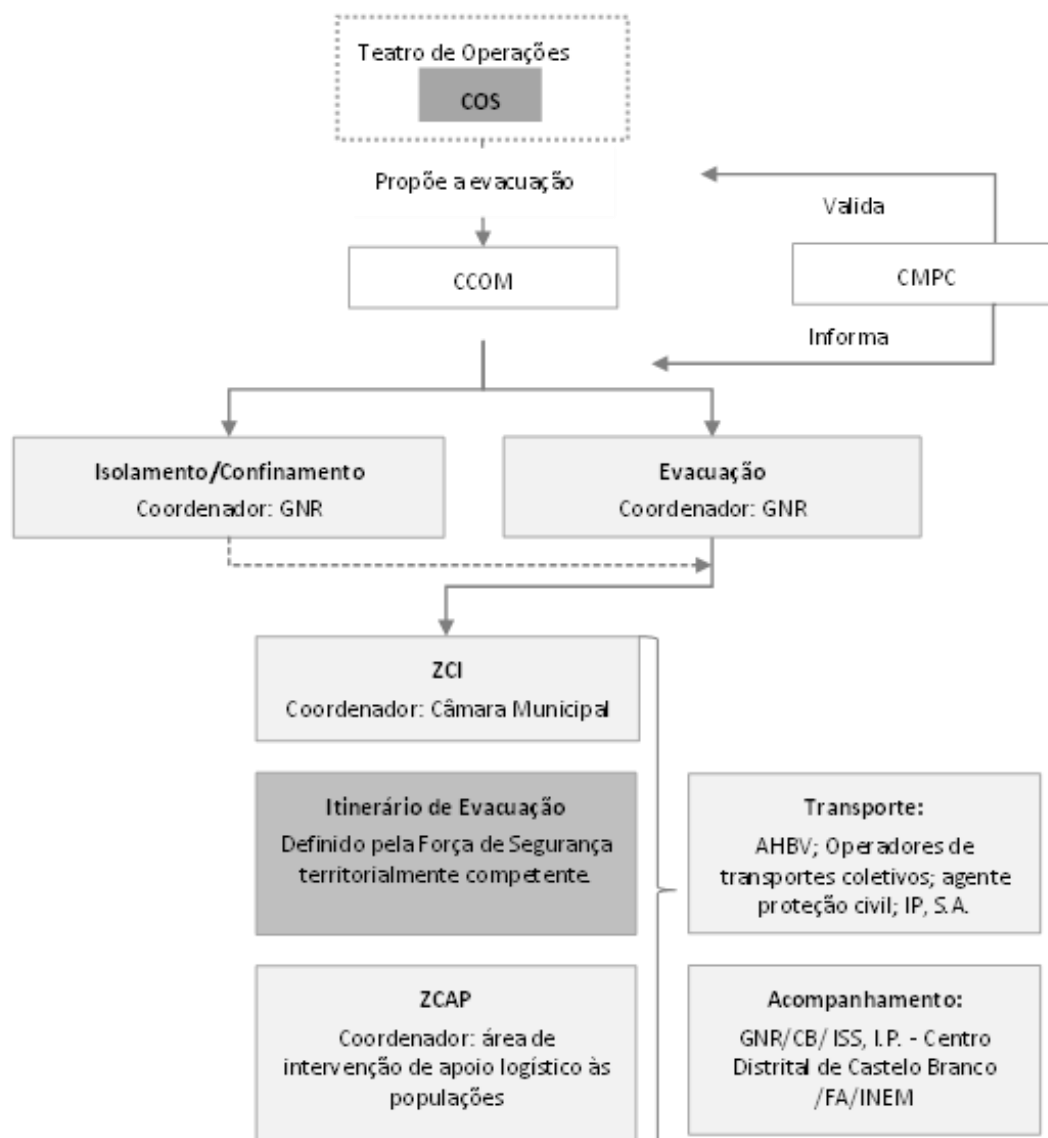 Teatro de Operações
COS
Propõe a evacuação
Valida
CCOM
CMPC
Informa
Isolamento/Confinamento
Coordenador: GNR
Evacuação
Coordenador: GNR
ZCI
Coordenador: Câmara Municipal
Itinerário de Evacuação
Definido pela Força de Segurança
territorialmente competente.
Transporte:
AHBV; Operadores de
transportes coletivos; agente
proteção civil; IP, S.A.
ZCAP
Coordenador: área de
intervenção de apoio logístico às
populações
Acompanhamento:
GNR/CB/ ISS, I.P. - Centro
Distrital de Castelo Branco
/FA/INEM